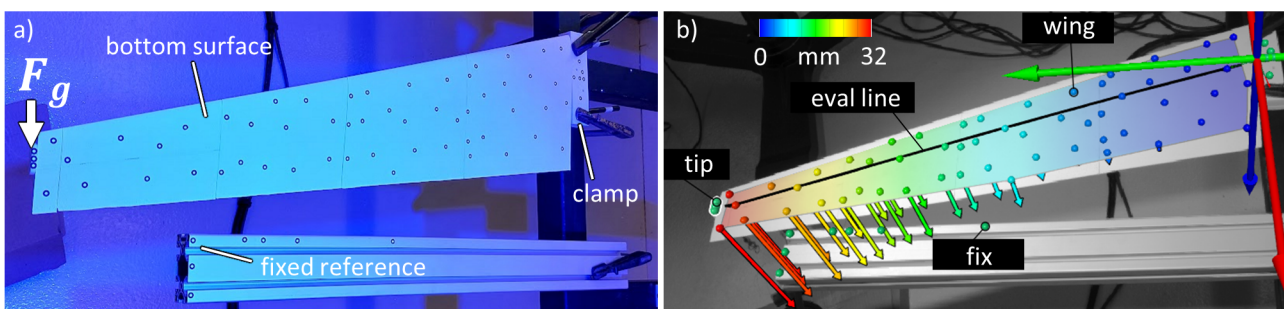 a)
bottom surface
F_g
fixed reference
clamp
b)
0 mm 32
wing
eval line
tip
fix